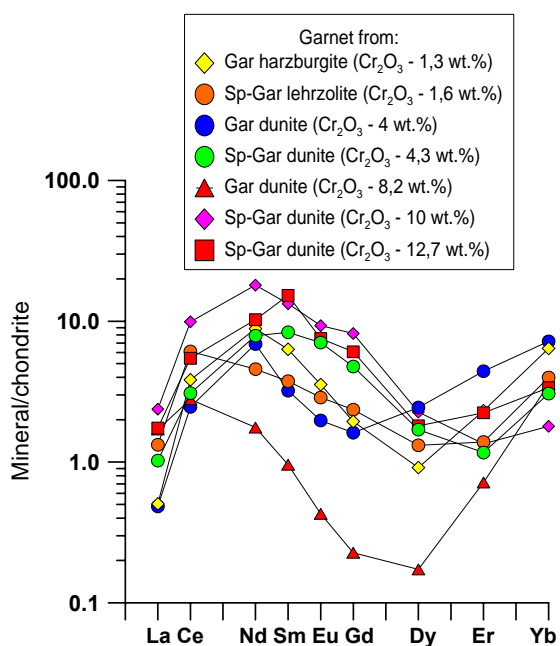 Garnet from:
Gar harzburgite (Cr₂O₃ - 1,3 wt.%)
Sp-Gar lehrzolite (Cr₂O₃ - 1,6 wt.%)
Gar dunite (Cr₂O₃ - 4 wt.%)
Sp-Gar dunite (Cr₂O₃ - 4,3 wt.%)
Gar dunite (Cr₂O₃ - 8,2 wt.%)
Sp-Gar dunite (Cr₂O₃ - 10 wt.%)
Sp-Gar dunite (Cr₂O₃ - 12,7 wt.%)
100.0
10.0
1.0
0.1
Mineral/chondrite
La Ce Nd Sm Eu Gd Dy Er Yb